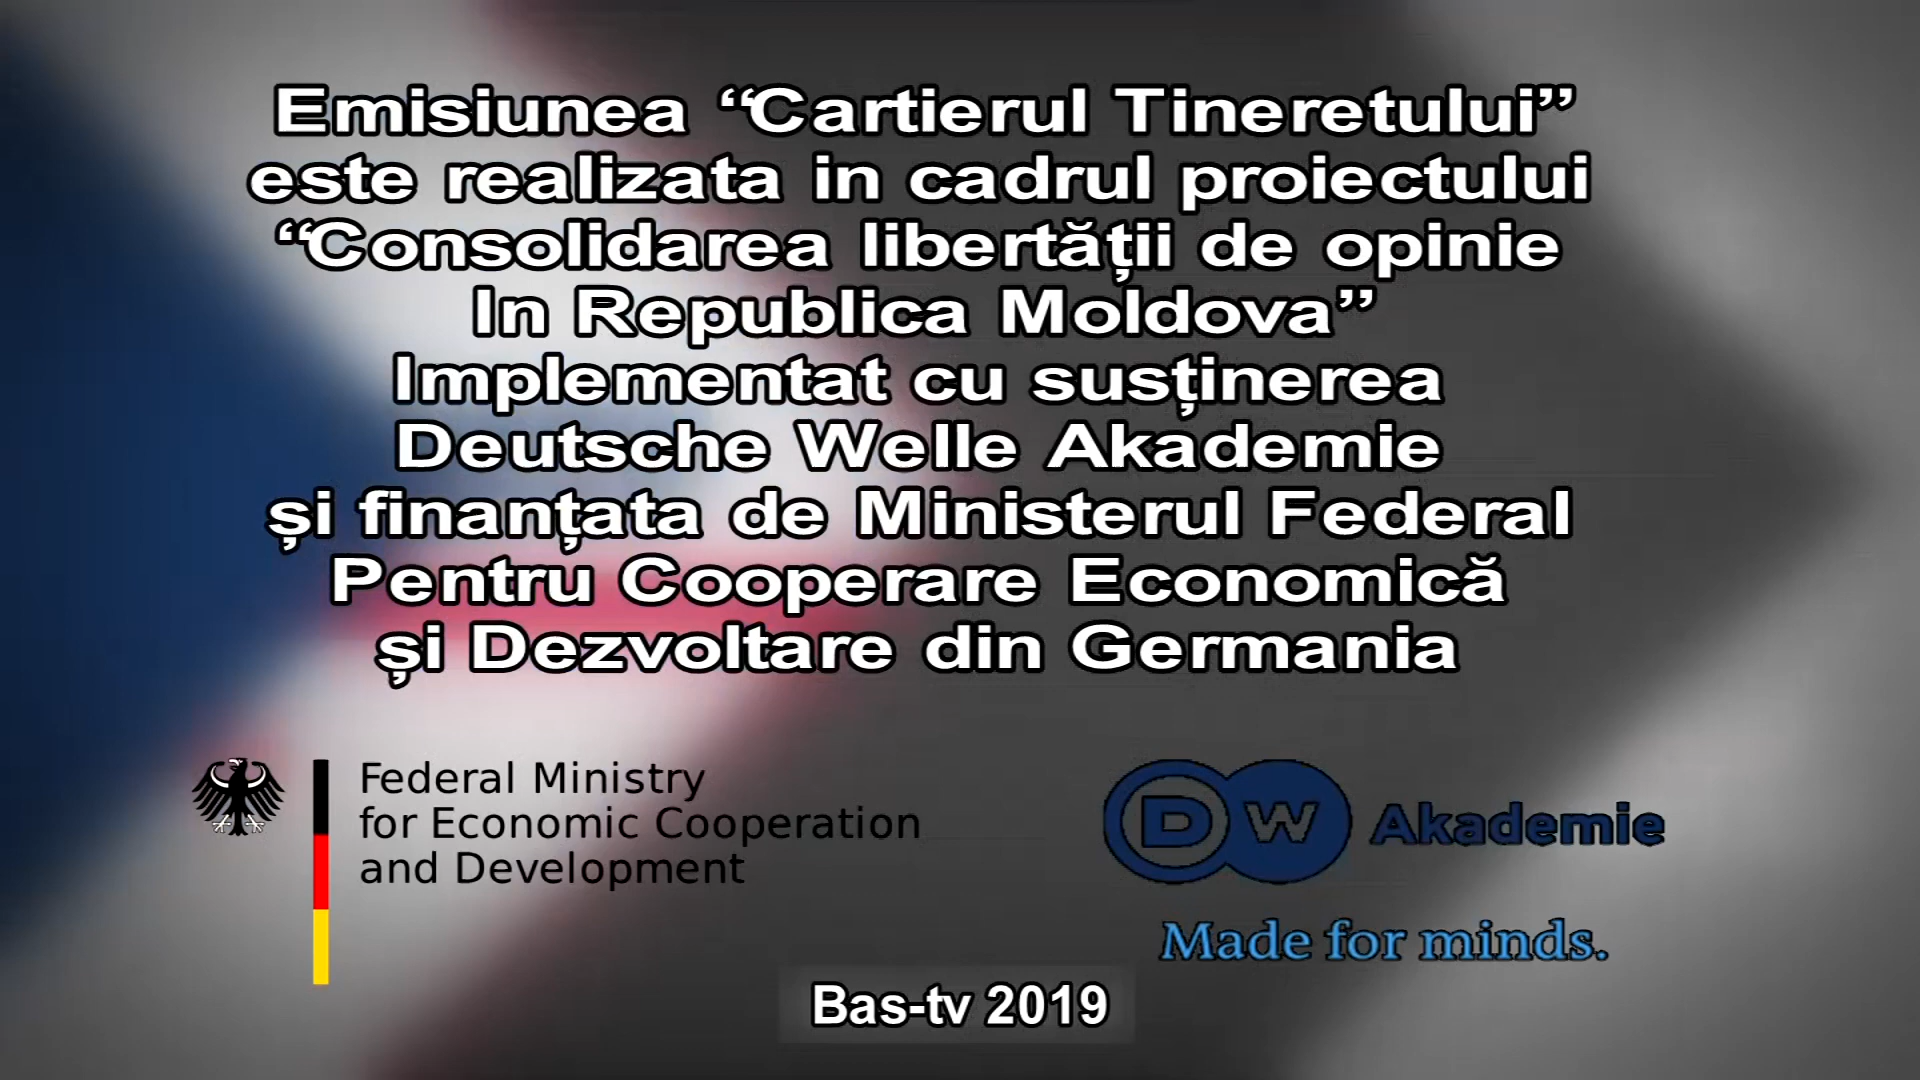 Emisiunea “Cartierul Tineretului”
este realizata in cadrul proiectului
“Consolidarea libertății de opinie
In Republica Moldova”
Implementat cu susținerea
Deutsche Welle Akademie
și finanțata de Ministerul Federal
Pentru Cooperare Economică
și Dezvoltare din Germania
Federal Ministry
for Economic Cooperation
and Development
DW Akademie
Made for minds.
Bas-tv 2019